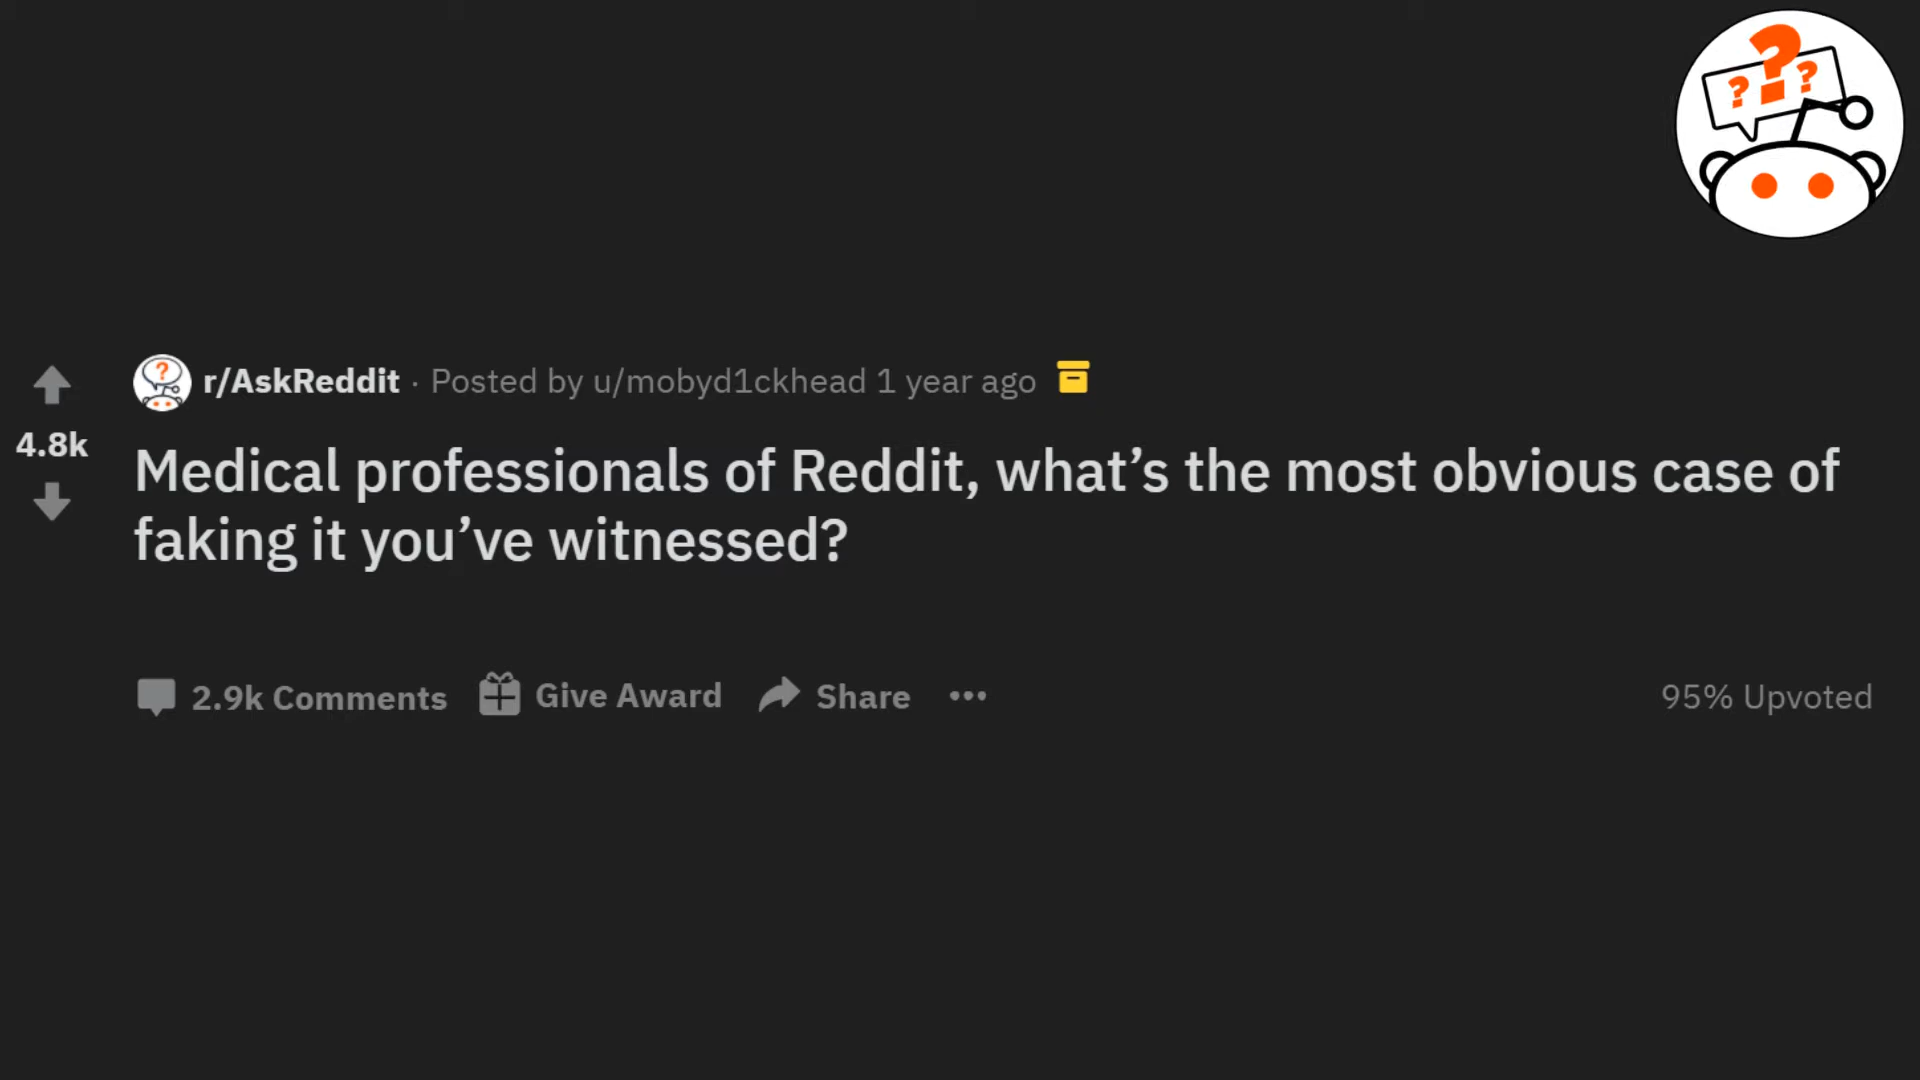 r/AskReddit · Posted by u/mobyd1ckhead 1 year ago
4.8k
Medical professionals of Reddit, what’s the most obvious case of
faking it you’ve witnessed?
2.9k Comments Give Award Share ••• 95% Upvoted